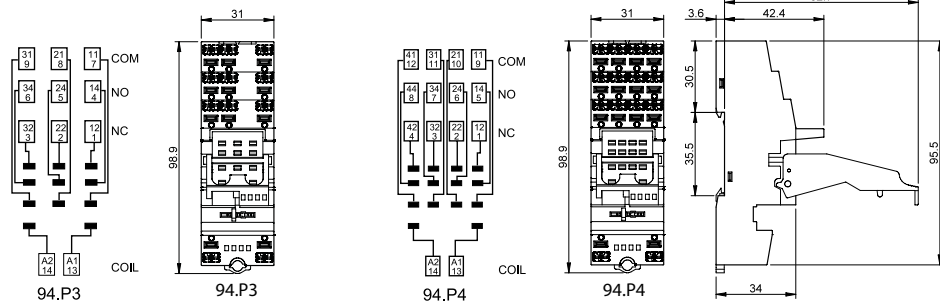 31 21 11
9 8 7
COM
34 24 14
6 5 4
NO
32 22 12
3 2 1
NC
A2 A1
14 13
COIL
94.P3
31
98.9
94.P3
41 31 21 11
12 11 10 9
COM
44 34 24 14
8 7 6 5
NO
42 32 22 12
4 3 2 1
NC
A2 A1
14 13
COIL
94.P4
31
98.9
94.P4
3.6
42.4
30.5
35.5
95.5
34